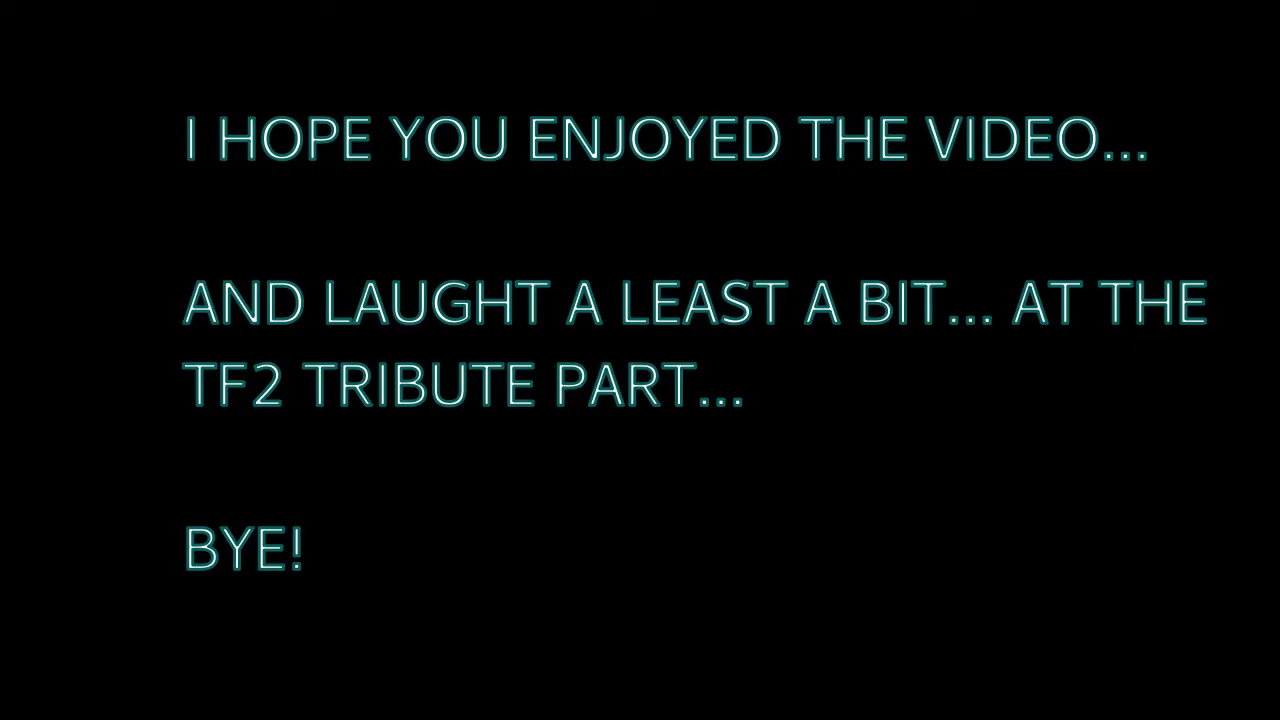 I HOPE YOU ENJOYED THE VIDEO...
AND LAUGHT A LEAST A BIT... AT THE
TF2 TRIBUTE PART...
BYE!